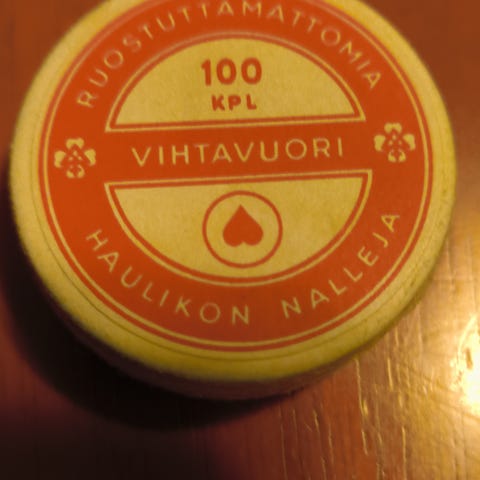 RUOSTUTTAMATTOMIA
100
KPL
VIHTAVUORI
HAULIKON NALLEJA